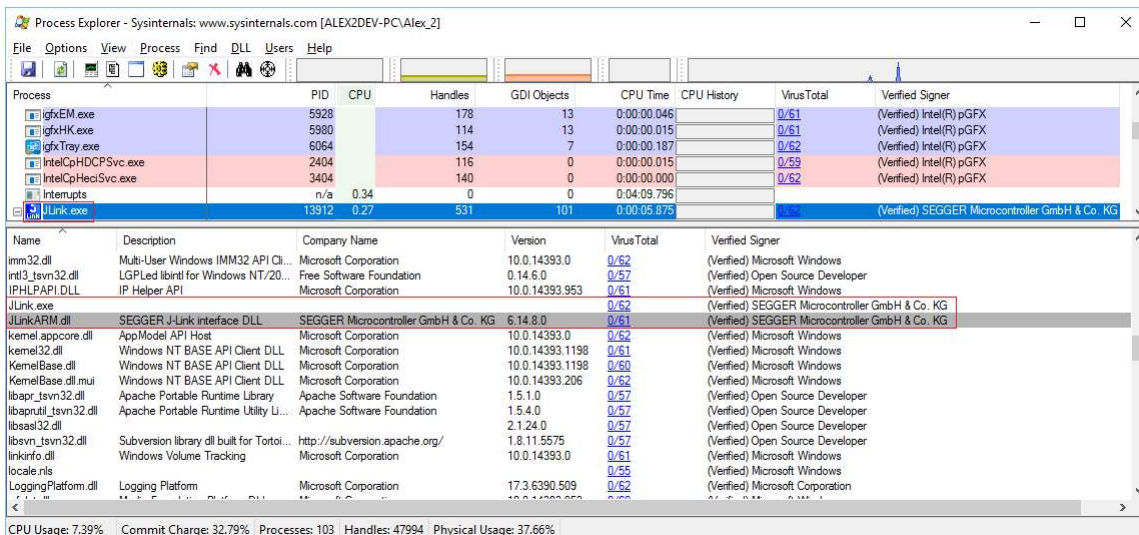 Process Explorer - Sysinternals: www.sysinternals.com [ALEX2DEV-PC\Alex_2]
File Options View Process Find DLL Users Help
Process PID CPU Handles GDI Objects CPU Time CPU History VirusTotal Verified Signer
igfxEM.exe 5928 178 13 0:00:00.046 0/61 (Verified) Intel(R) pGFX
igfxHK.exe 5980 114 13 0:00:00.015 0/61 (Verified) Intel(R) pGFX
igfxTray.exe 6064 154 7 0:00:00.187 0/62 (Verified) Intel(R) pGFX
IntelCpHDCPSvc.exe 2404 116 0 0:00:00.015 0/59 (Verified) Intel(R) pGFX
IntelCpHeciSvc.exe 3404 140 0 0:00:00.000 0/62 (Verified) Intel(R) pGFX
Interrupts n/a 0.34 0 0 0:04:09.796
JLink.exe 13912 0.27 531 101 0:00:05.875 0/62 (Verified) SEGGER Microcontroller GmbH & Co. KG
Name Description Company Name Version VirusTotal Verified Signer
imm32.dll Multi-User Windows IMM32 API Cli... Microsoft Corporation 10.0.14393.0 0/62 (Verified) Microsoft Windows
intl3_tsvn32.dll LGPLed libintl for Windows NT/20... Free Software Foundation 0.14.6.0 0/57 (Verified) Open Source Developer
IPHLPAPI.DLL IP Helper API Microsoft Corporation 10.0.14393.953 0/61 (Verified) Microsoft Windows
JLink.exe 0/62 (Verified) SEGGER Microcontroller GmbH & Co. KG
JLinkARM.dll SEGGER J-Link interface DLL SEGGER Microcontroller GmbH & Co. KG 6.14.8.0 0/61 (Verified) SEGGER Microcontroller GmbH & Co. KG
kernel.appcore.dll AppModel API Host Microsoft Corporation 10.0.14393.0 0/62 (Verified) Microsoft Windows
kernel32.dll Windows NT BASE API Client DLL Microsoft Corporation 10.0.14393.1198 0/61 (Verified) Microsoft Windows
KernelBase.dll Windows NT BASE API Client DLL Microsoft Corporation 10.0.14393.1198 0/60 (Verified) Microsoft Windows
KernelBase.dll.mui Windows NT BASE API Client DLL Microsoft Corporation 10.0.14393.206 0/62 (Verified) Microsoft Windows
libapr_tsvn32.dll Apache Portable Runtime Library Apache Software Foundation 1.5.1.0 0/57 (Verified) Open Source Developer
libaprutil_tsvn32.dll Apache Portable Runtime Utility Li... Apache Software Foundation 1.5.4.0 0/57 (Verified) Open Source Developer
libsasl32.dll 2.1.24.0 0/57 (Verified) Open Source Developer
libsvn_tsvn32.dll Subversion library dll built for Tortoi... http://subversion.apache.org/ 1.8.11.5575 0/57 (Verified) Open Source Developer
linkinfo.dll Windows Volume Tracking Microsoft Corporation 10.0.14393.0 0/61 (Verified) Microsoft Windows
locale.nls 0/55 (Verified) Microsoft Windows
LoggingPlatform.dll Logging Platform Microsoft Corporation 17.3.6390.509 0/62 (Verified) Microsoft Corporation
CPU Usage: 7.39% Commit Charge: 32.79% Processes: 103 Handles: 47994 Physical Usage: 37.66%